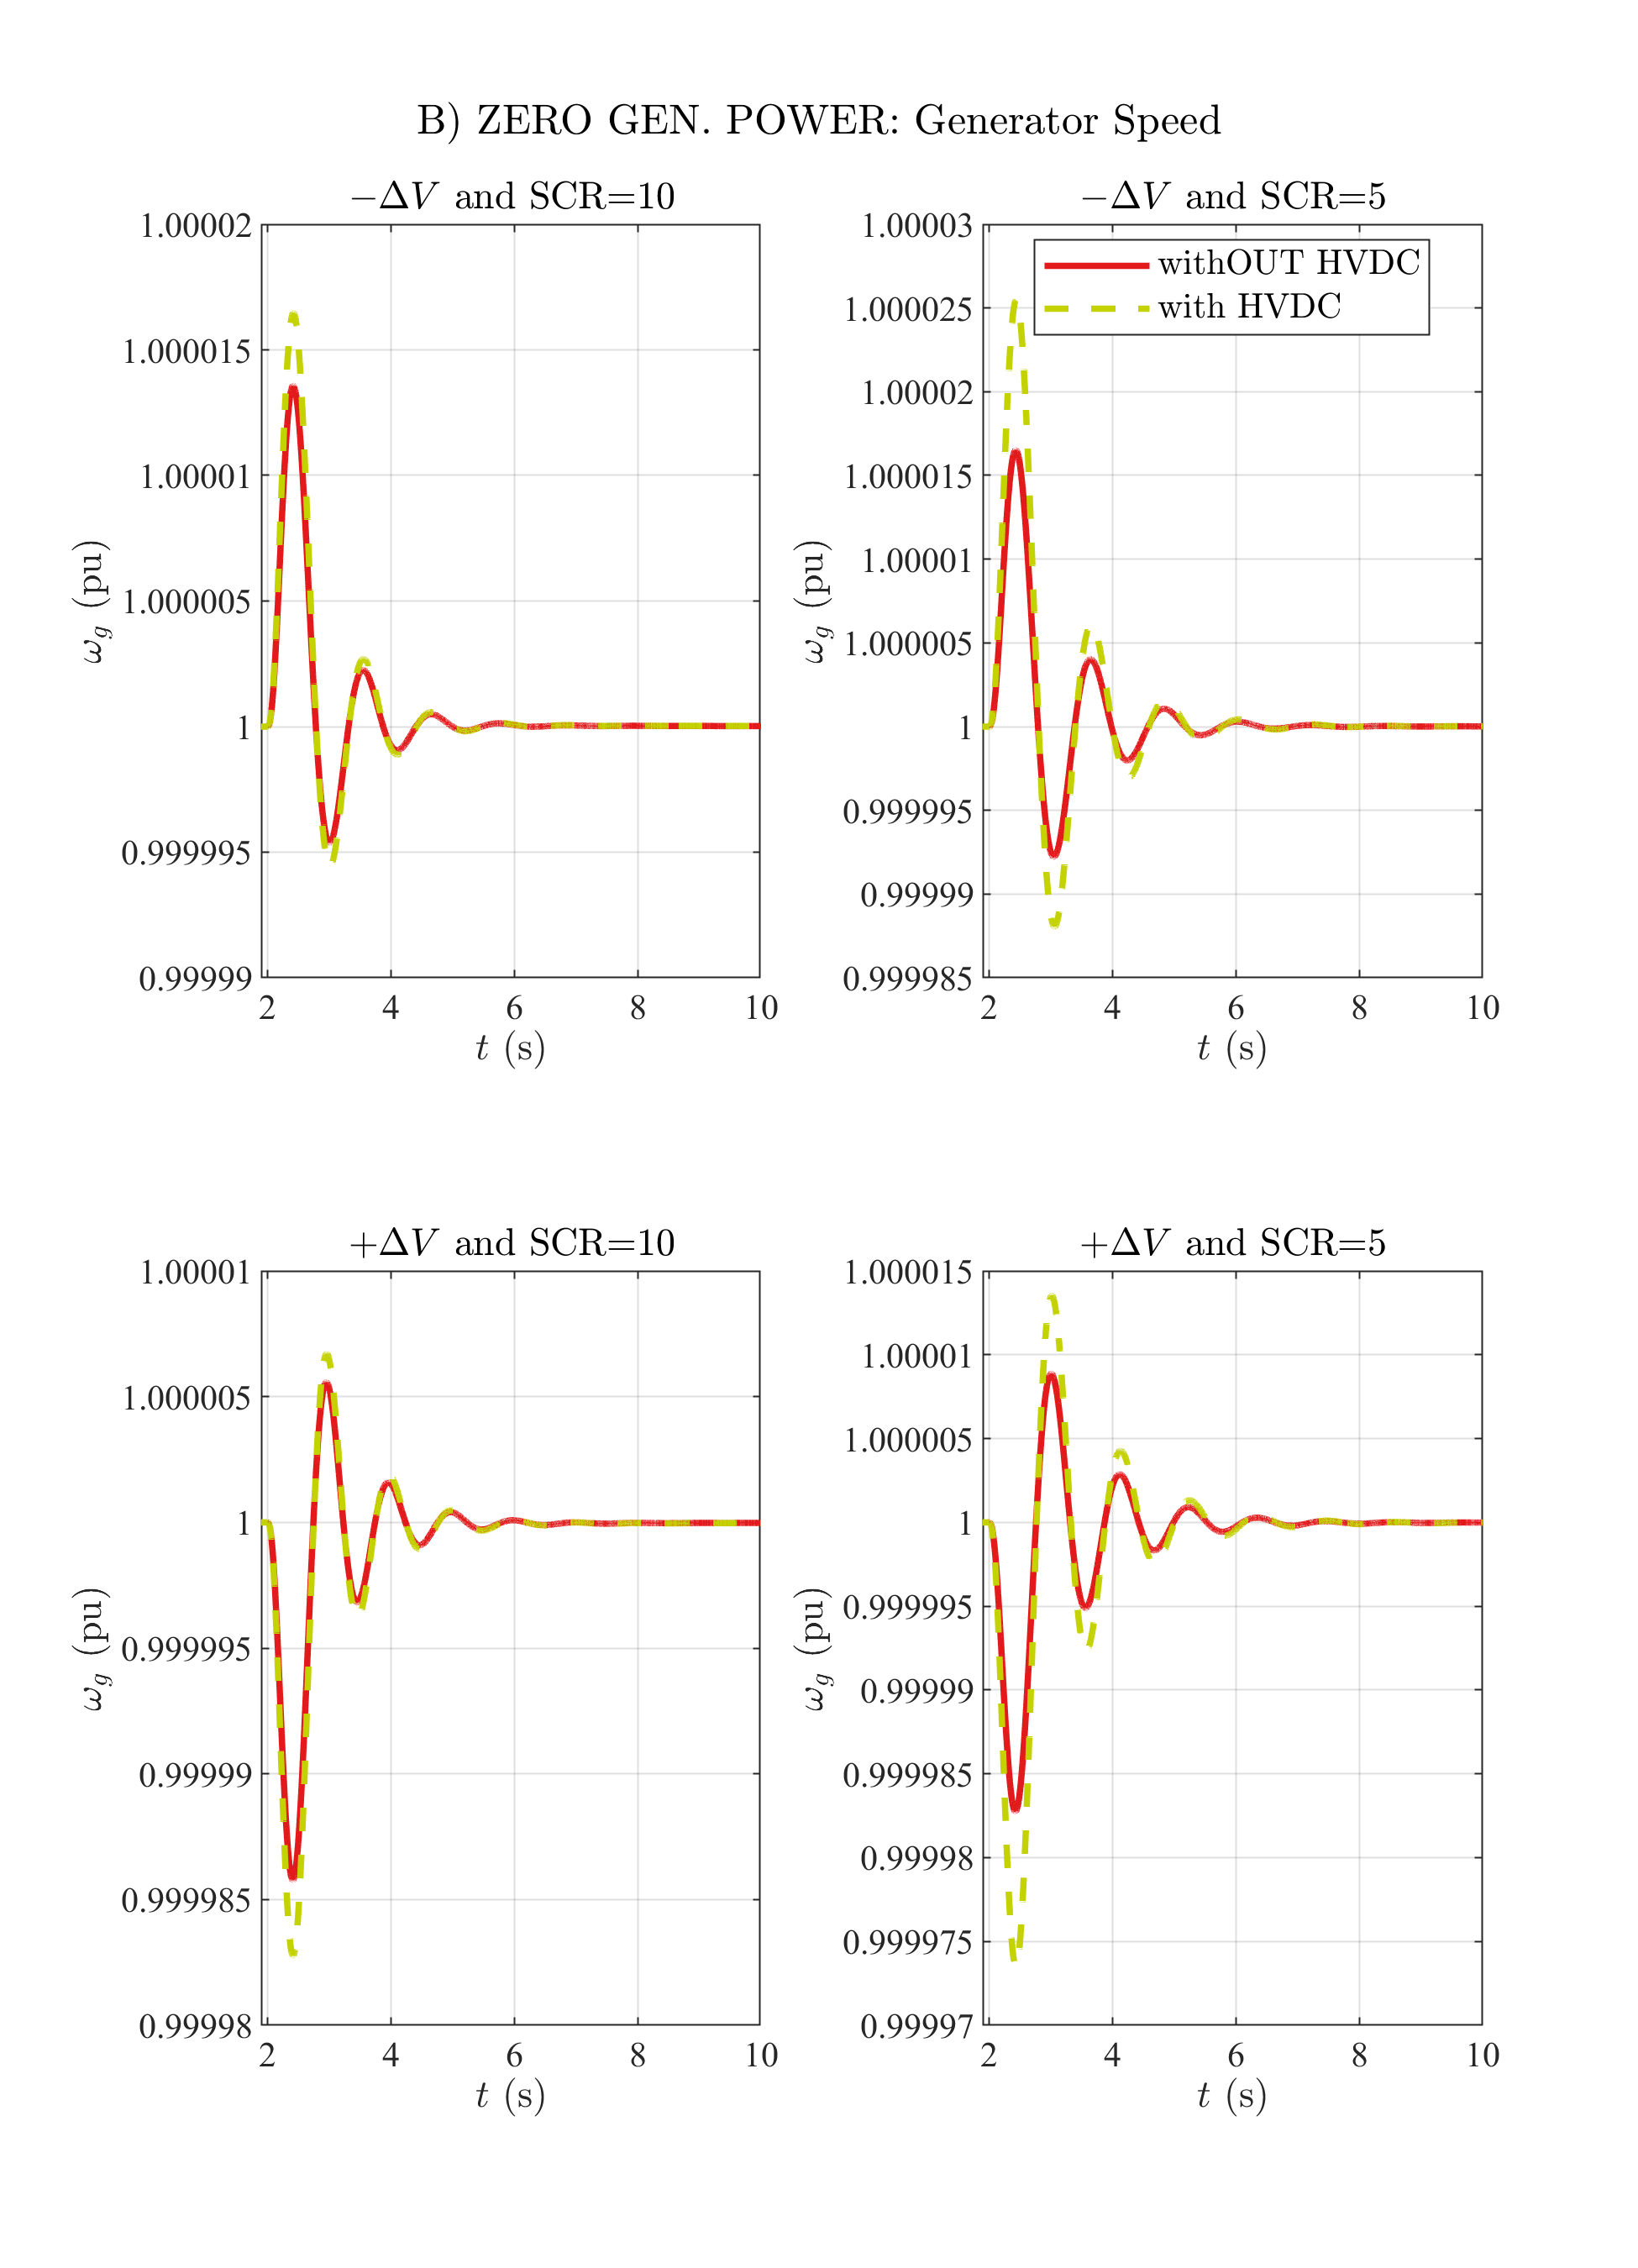 B) ZERO GEN. POWER: Generator Speed
−ΔV and SCR=10
1.00002
1.000015
1.00001
1.000005
1
0.999995
0.99999
ω_g (pu)
2 4 6 8 10
t (s)
−ΔV and SCR=5
1.00003
1.000025
1.00002
1.000015
1.00001
1.000005
1
0.999995
0.99999
0.999985
ω_g (pu)
withOUT HVDC
with HVDC
2 4 6 8 10
t (s)
+ΔV and SCR=10
1.00001
1.000005
1
0.999995
0.99999
0.999985
0.99998
ω_g (pu)
2 4 6 8 10
t (s)
+ΔV and SCR=5
1.000015
1.00001
1.000005
1
0.999995
0.99999
0.999985
0.99998
0.999975
0.99997
ω_g (pu)
2 4 6 8 10
t (s)